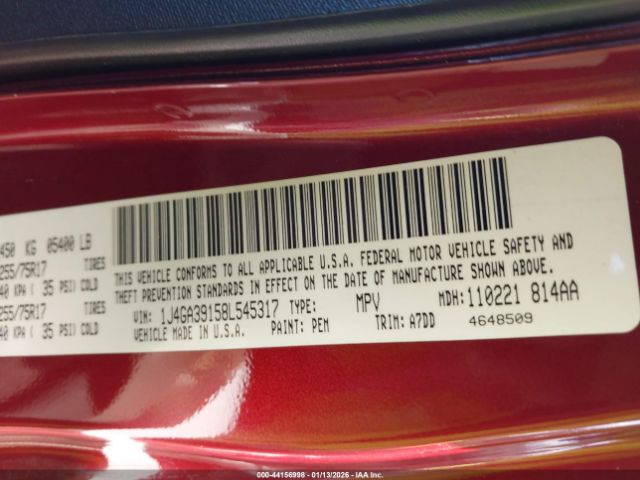 450 KG 05400 LB
255/75R17 TIRES
40 KPA ( 35 PSI) COLD
255/75R17 TIRES
40 KPA ( 35 PSI) COLD
THIS VEHICLE CONFORMS TO ALL APPLICABLE U.S.A. FEDERAL MOTOR VEHICLE SAFETY AND
THEFT PREVENTION STANDARDS IN EFFECT ON THE DATE OF MANUFACTURE SHOWN ABOVE.
VIN: 1J4GA39158L545317 TYPE: MPV MDH: 110221 814AA
VEHICLE MADE IN U.S.A. PAINT: PEM TRIM: A7DD 4648509
000-44156998 - 01/13/2026 - IAA Inc.